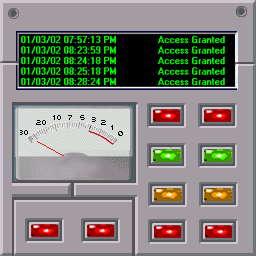 01/03/02 07:57:13 PM Access Granted
01/03/02 08:23:59 PM Access Granted
01/03/02 08:24:18 PM Access Granted
01/03/02 08:25:18 PM Access Granted
01/03/02 08:28:24 PM Access Granted
30 20 10 7 5 3 2 1 0